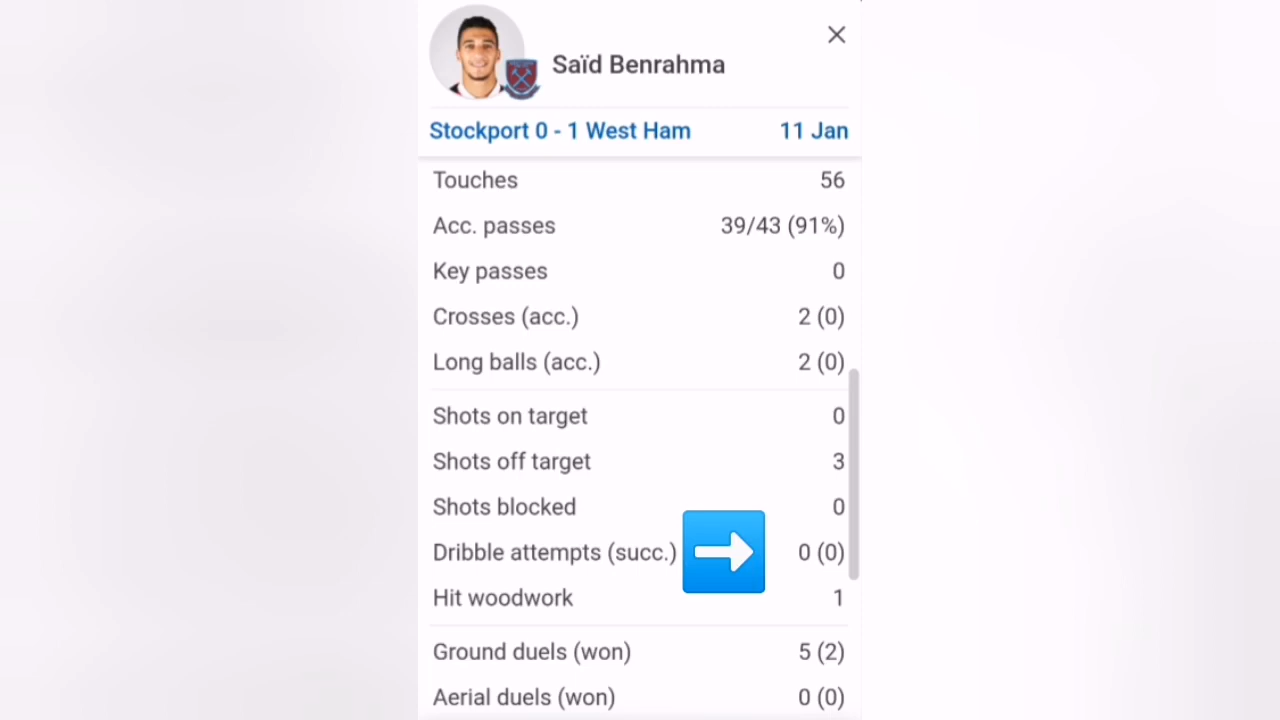 Saïd Benrahma
Stockport 0 - 1 West Ham 11 Jan
Touches 56
Acc. passes 39/43 (91%)
Key passes 0
Crosses (acc.) 2 (0)
Long balls (acc.) 2 (0)
Shots on target 0
Shots off target 3
Shots blocked 0
Dribble attempts (succ.) 0 (0)
Hit woodwork 1
Ground duels (won) 5 (2)
Aerial duels (won) 0 (0)